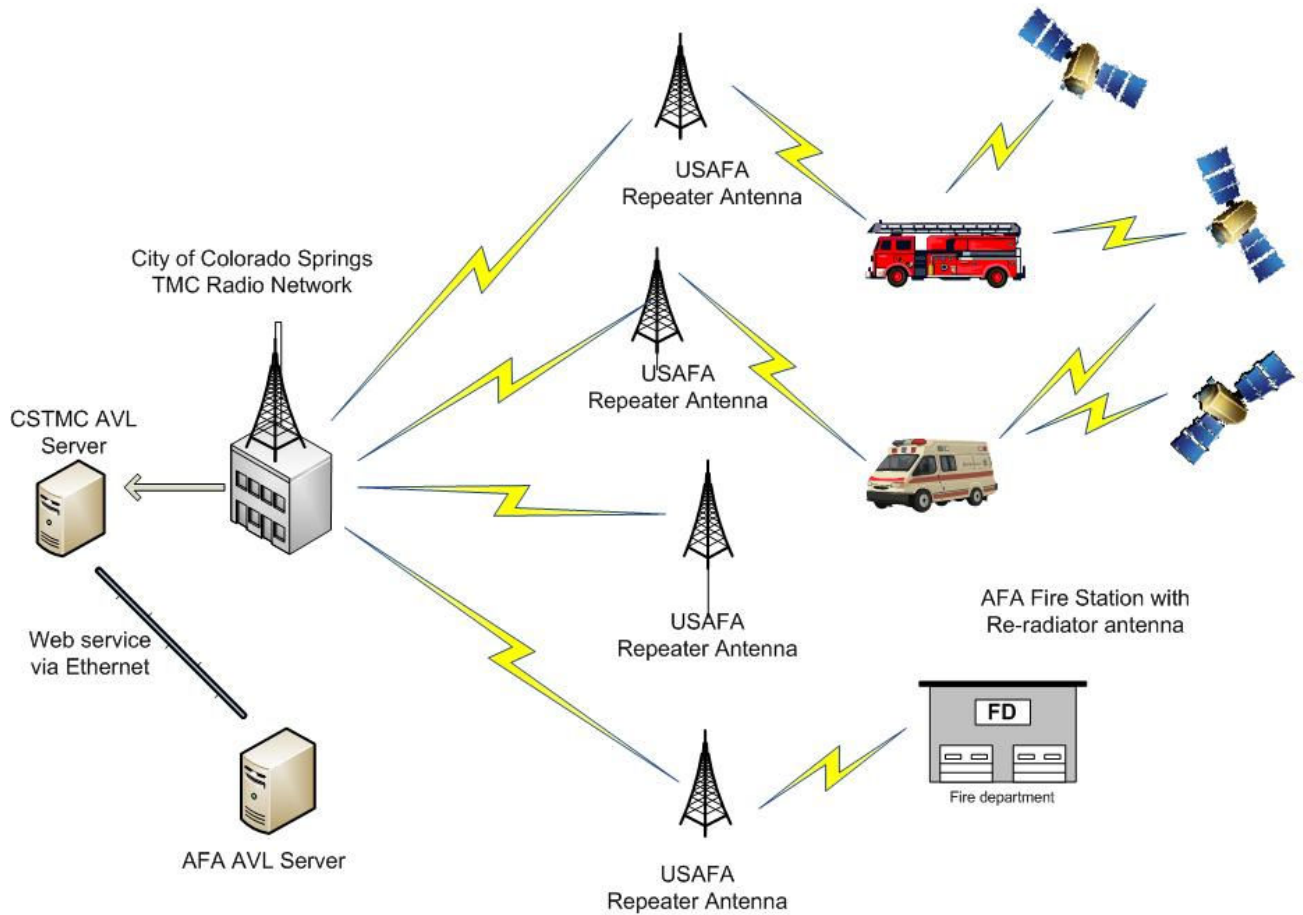 USAFA
Repeater Antenna
City of Colorado Springs
TMC Radio Network
USAFA
Repeater Antenna
CSTMC AVL
Server
AFA Fire Station with
Re-radiator antenna
USAFA
Repeater Antenna
Web service
via Ethernet
FD
Fire department
AFA AVL Server
USAFA
Repeater Antenna